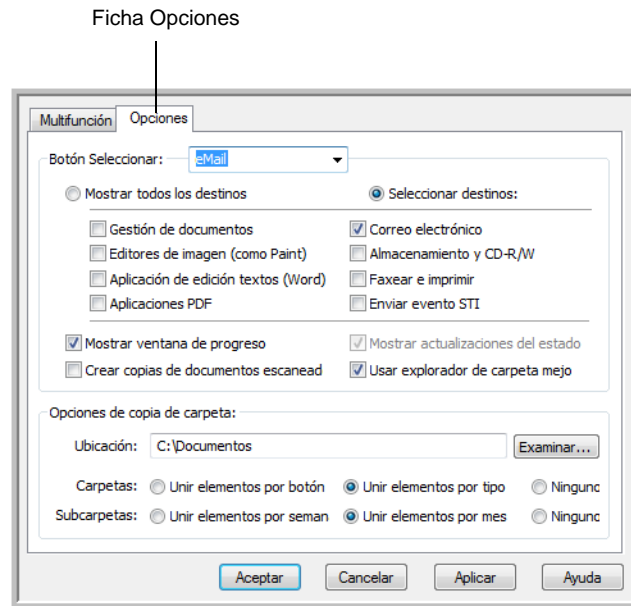 Ficha Opciones
Multifunción Opciones
Botón Seleccionar: eMail
Mostrar todos los destinos Seleccionar destinos:
Gestión de documentos Correo electrónico
Editores de imagen (como Paint) Almacenamiento y CD-R/W
Aplicación de edición textos (Word) Faxear e imprimir
Aplicaciones PDF Enviar evento STI
Mostrar ventana de progreso Mostrar actualizaciones del estado
Crear copias de documentos escanead Usar explorador de carpeta mejo
Opciones de copia de carpeta:
Ubicación: C:\Documentos Examinar...
Carpetas: Unir elementos por botón Unir elementos por tipo Ninguno
Subcarpetas: Unir elementos por seman Unir elementos por mes Ninguno
Aceptar Cancelar Aplicar Ayuda